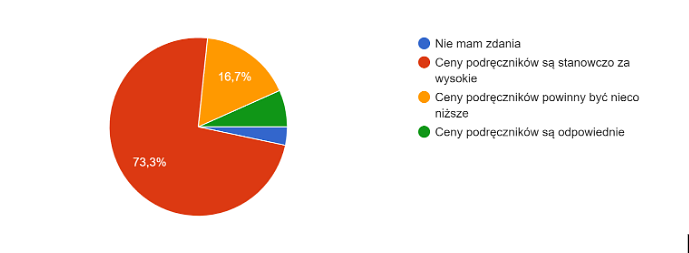 Nie mam zdania
Ceny podręczników są stanowczo za
wysokie
Ceny podręczników powinny być nieco
niższe
Ceny podręczników są odpowiednie
16,7%
73,3%